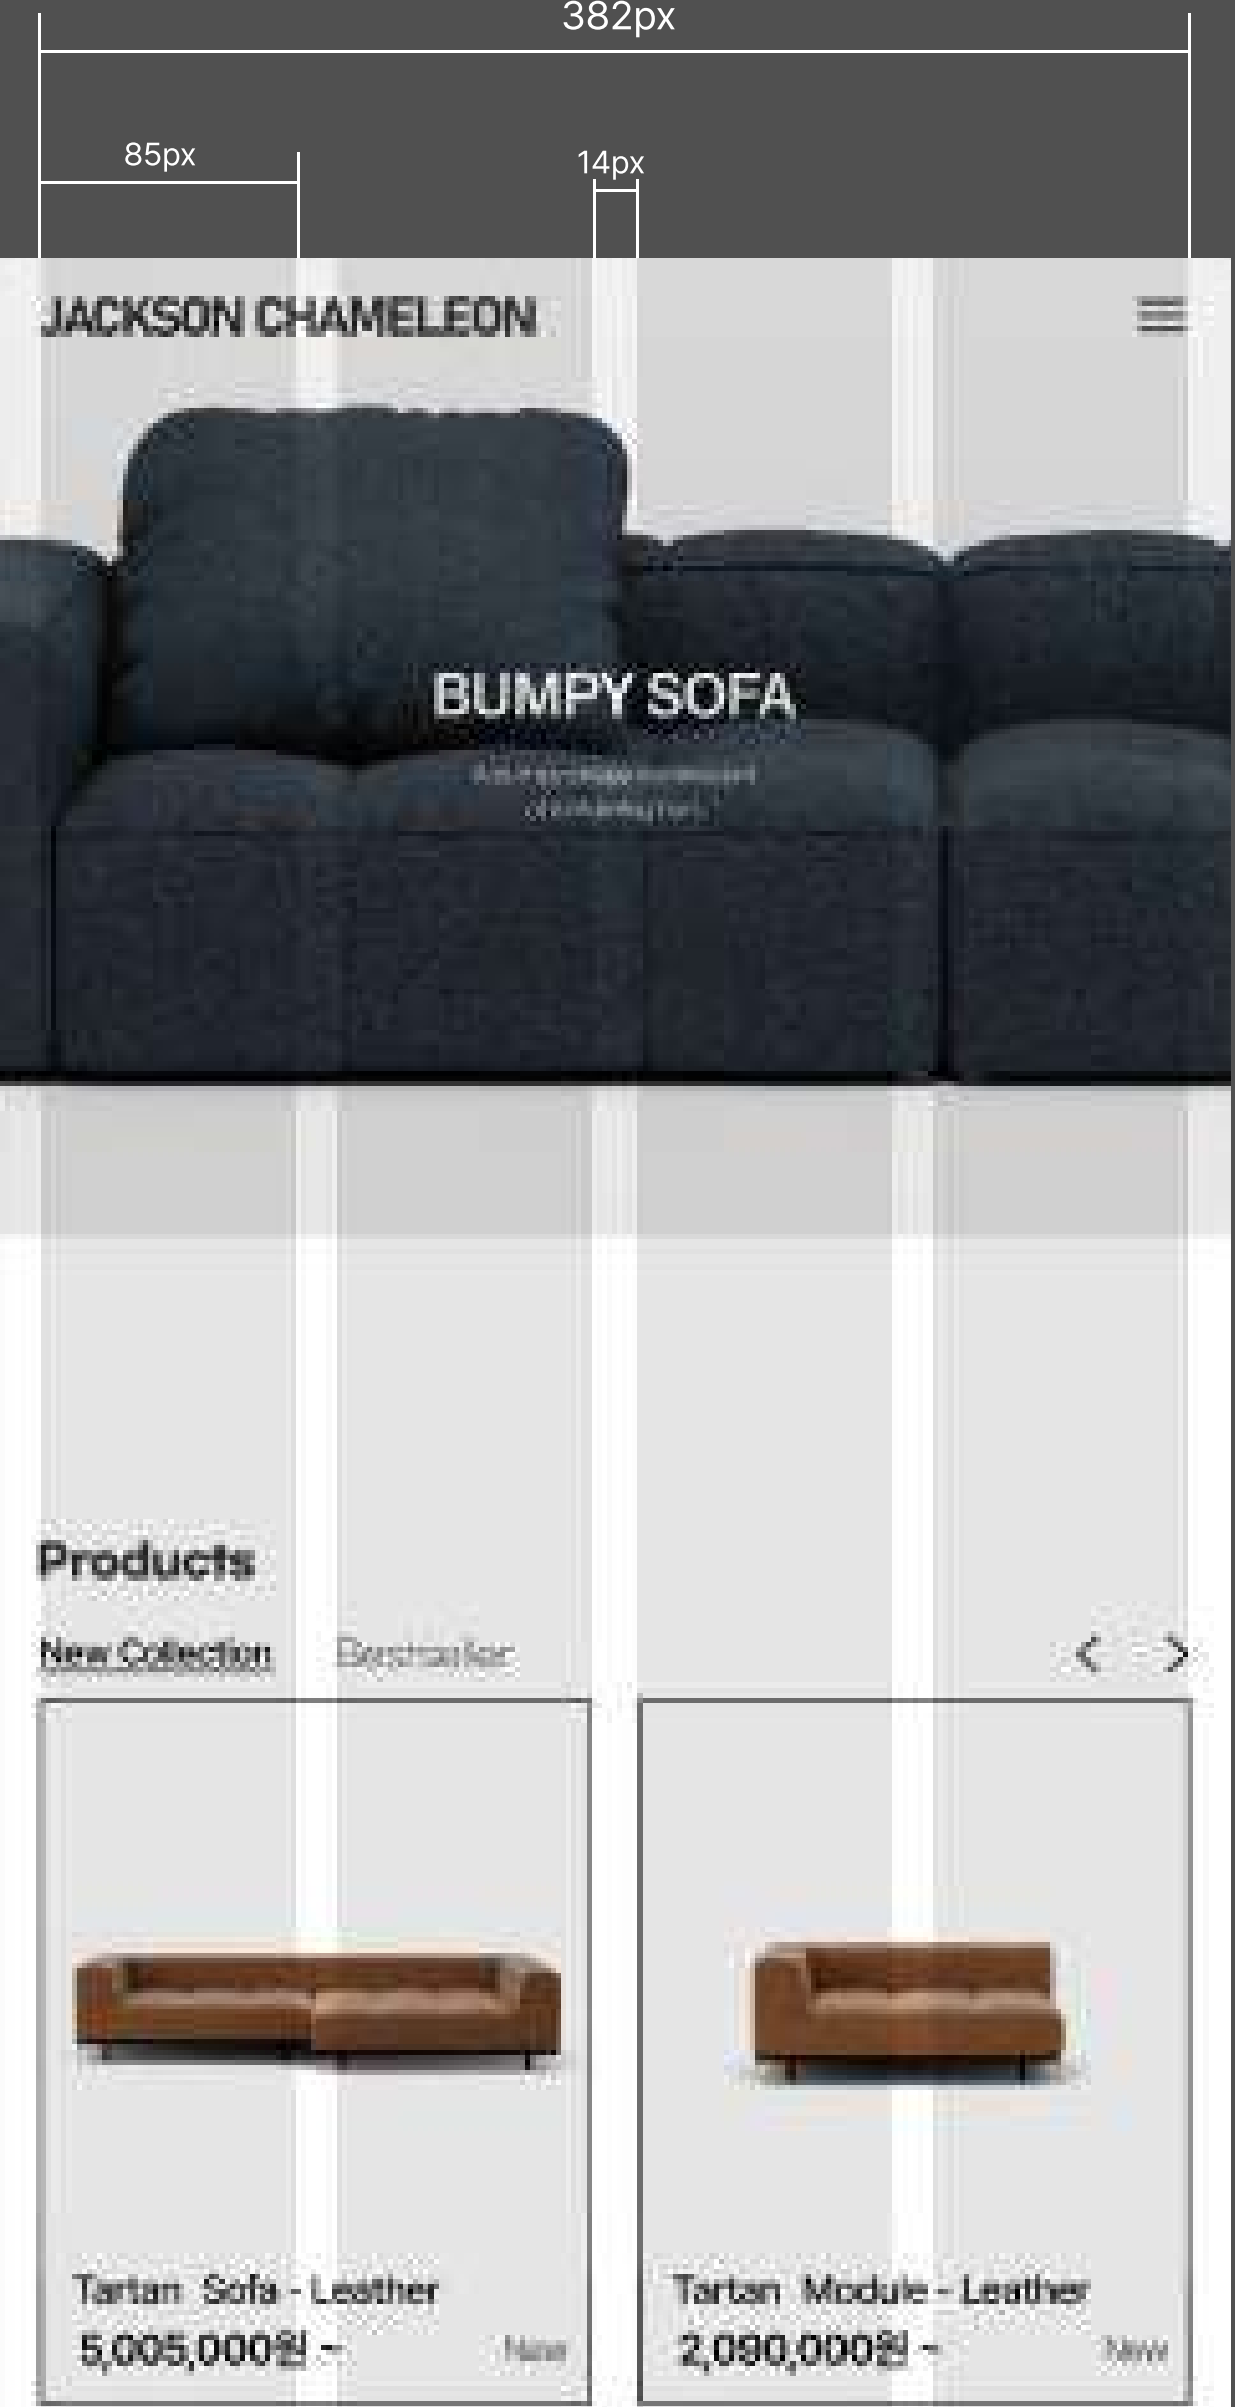 382px
85px
14px
JACKSON CHAMELEON
BUMPY SOFA
Products
New Collection
Tartan Sofa - Leather
5,005,000원 ~
New
Tartan Module - Leather
2,090,000원 ~
New